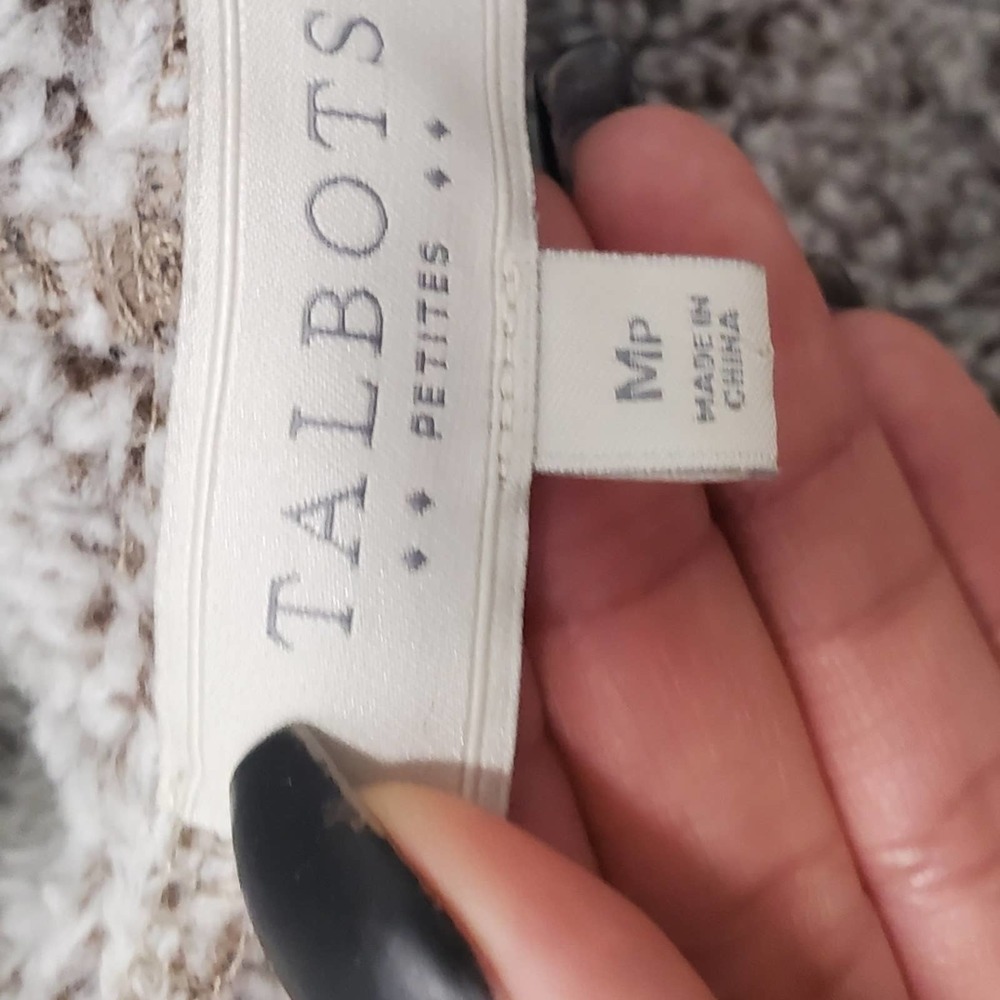 TALBOTS
PETITES
MP
MADE IN
CHINA